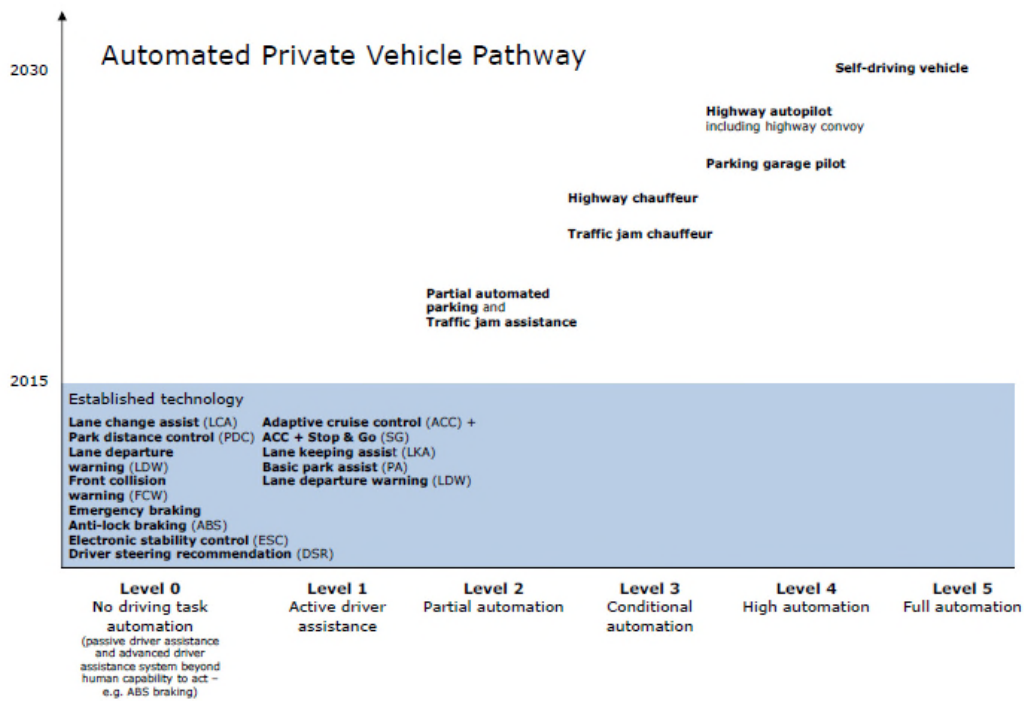 Automated Private Vehicle Pathway
2030
Self-driving vehicle
Highway autopilot
including highway convoy
Parking garage pilot
Highway chauffeur
Traffic jam chauffeur
Partial automated
parking and
Traffic jam assistance
2015
Established technology
Lane change assist (LCA)
Park distance control (PDC)
Lane departure
warning (LDW)
Front collision
warning (FCW)
Emergency braking
Anti-lock braking (ABS)
Electronic stability control (ESC)
Driver steering recommendation (DSR)
Adaptive cruise control (ACC) +
ACC + Stop & Go (SG)
Lane keeping assist (LKA)
Basic park assist (PA)
Lane departure warning (LDW)
Level 0
No driving task
automation
(passive driver assistance
and advanced driver
assistance system beyond
human capability to act –
e.g. ABS braking)
Level 1
Active driver
assistance
Level 2
Partial automation
Level 3
Conditional
automation
Level 4
High automation
Level 5
Full automation